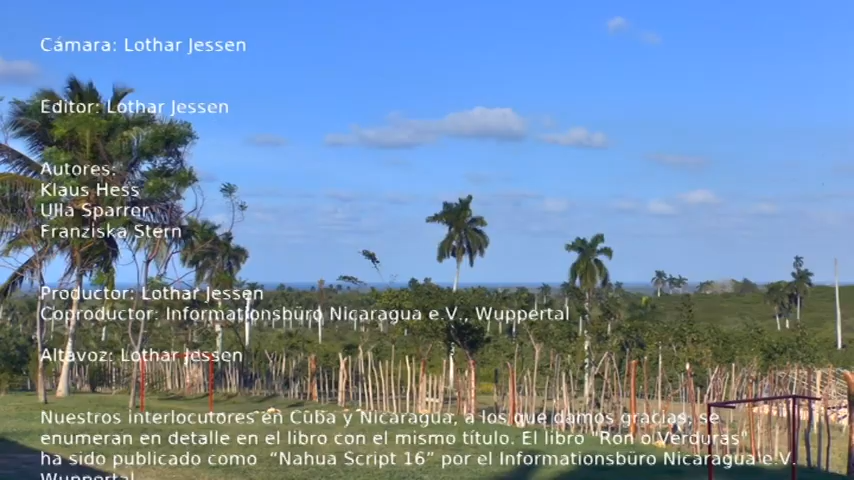 Cámara: Lothar Jessen
Editor: Lothar Jessen
Autores:
Klaus Hess
Ulla Sparrer
Franziska Stern
Productor: Lothar Jessen
Coproductor: Informationsbüro Nicaragua e.V., Wuppertal
Altavoz: Lothar Jessen
Nuestros interlocutores en Cuba y Nicaragua, a los que damos gracias, se
enumeran en detalle en el libro con el mismo título. El libro "Ron o Verduras"
ha sido publicado como  “Nahua Script 16” por el Informationsbüro Nicaragua e.V.
Wuppertal